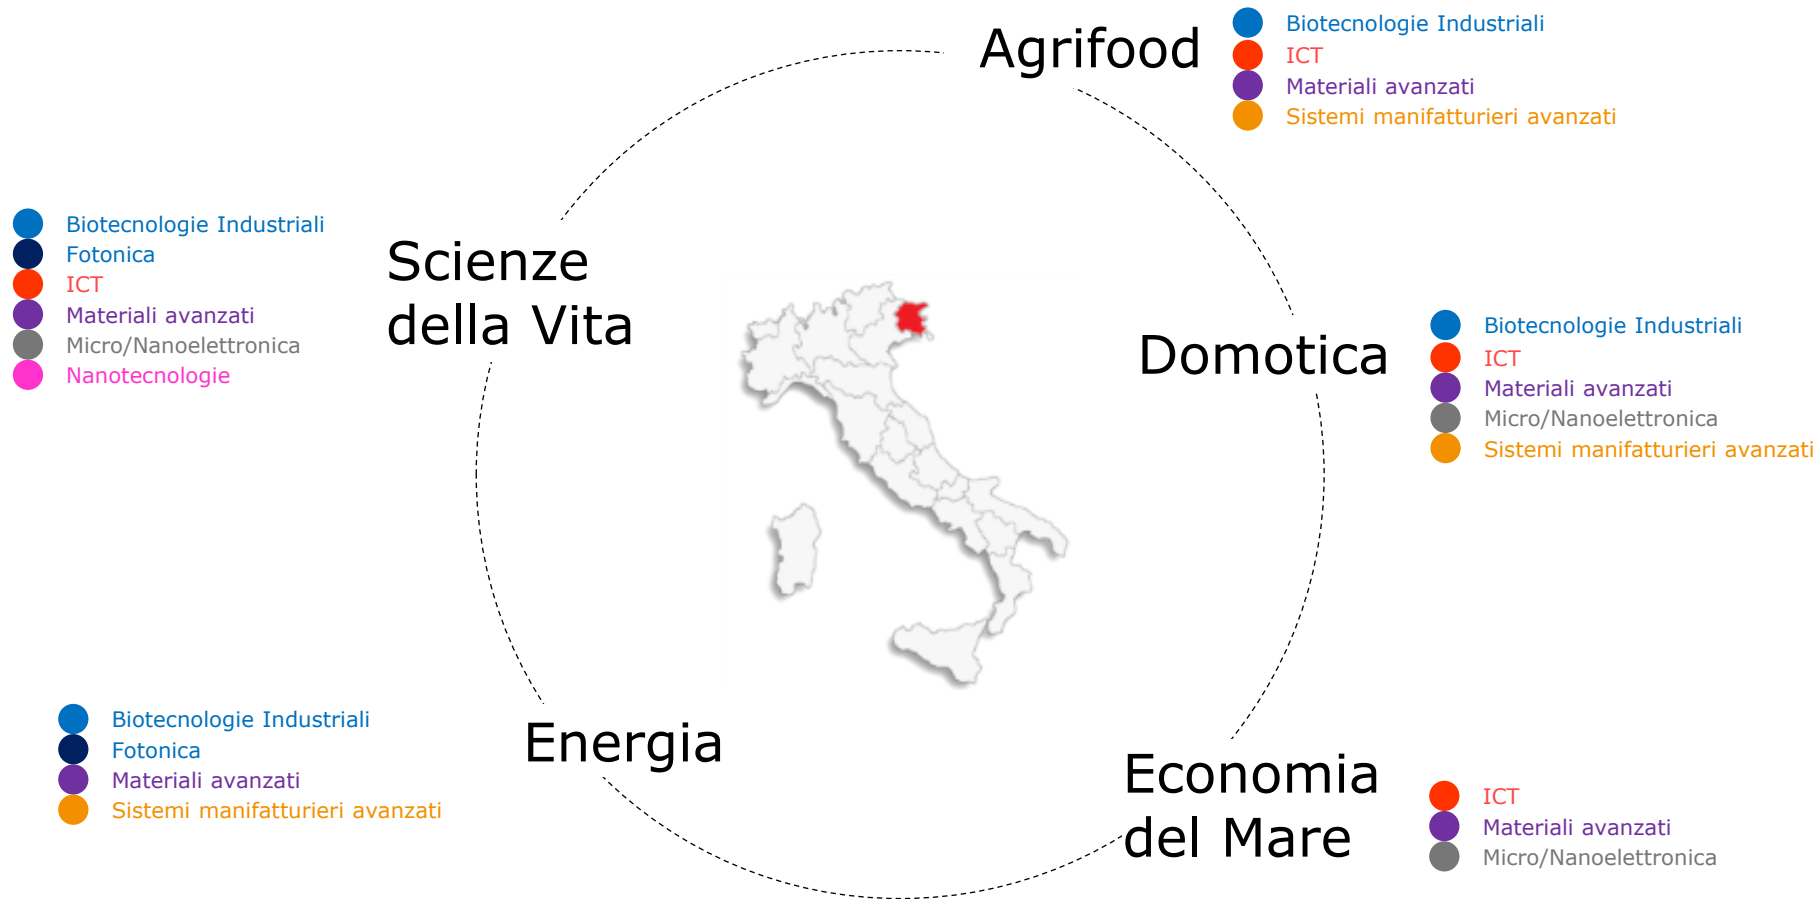 Agrifood
Biotecnologie Industriali
ICT
Materiali avanzati
Sistemi manifatturieri avanzati
Scienze
della Vita
Biotecnologie Industriali
Fotonica
ICT
Materiali avanzati
Micro/Nanoelettronica
Nanotecnologie
Domotica
Biotecnologie Industriali
ICT
Materiali avanzati
Micro/Nanoelettronica
Sistemi manifatturieri avanzati
Energia
Biotecnologie Industriali
Fotonica
Materiali avanzati
Sistemi manifatturieri avanzati
Economia
del Mare
ICT
Materiali avanzati
Micro/Nanoelettronica